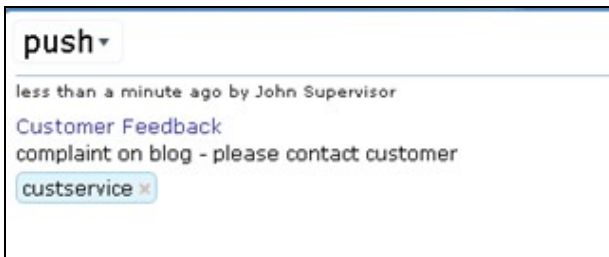 push
less than a minute ago by John Supervisor
Customer Feedback
complaint on blog - please contact customer
custservice ×